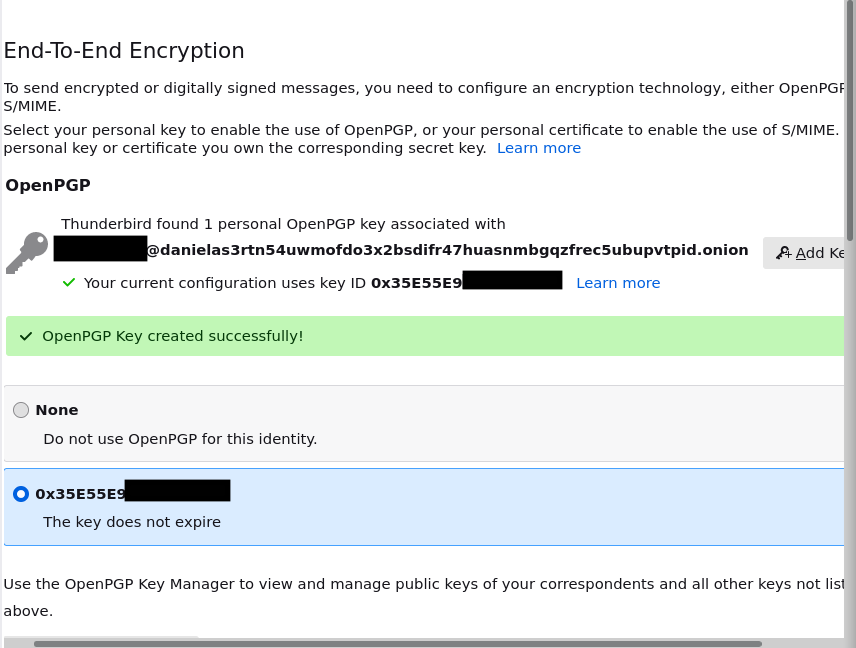 End-To-End Encryption
To send encrypted or digitally signed messages, you need to configure an encryption technology, either OpenPGP
S/MIME.
Select your personal key to enable the use of OpenPGP, or your personal certificate to enable the use of S/MIME.
personal key or certificate you own the corresponding secret key. Learn more
OpenPGP
Thunderbird found 1 personal OpenPGP key associated with
@danielas3rtn54uwmofdo3x2bsdifr47huasnmbgqzfrec5ubupvtpid.onion
Add Ke
Your current configuration uses key ID 0x35E55E9 Learn more
OpenPGP Key created successfully!
None
Do not use OpenPGP for this identity.
0x35E55E9
The key does not expire
Use the OpenPGP Key Manager to view and manage public keys of your correspondents and all other keys not list
above.